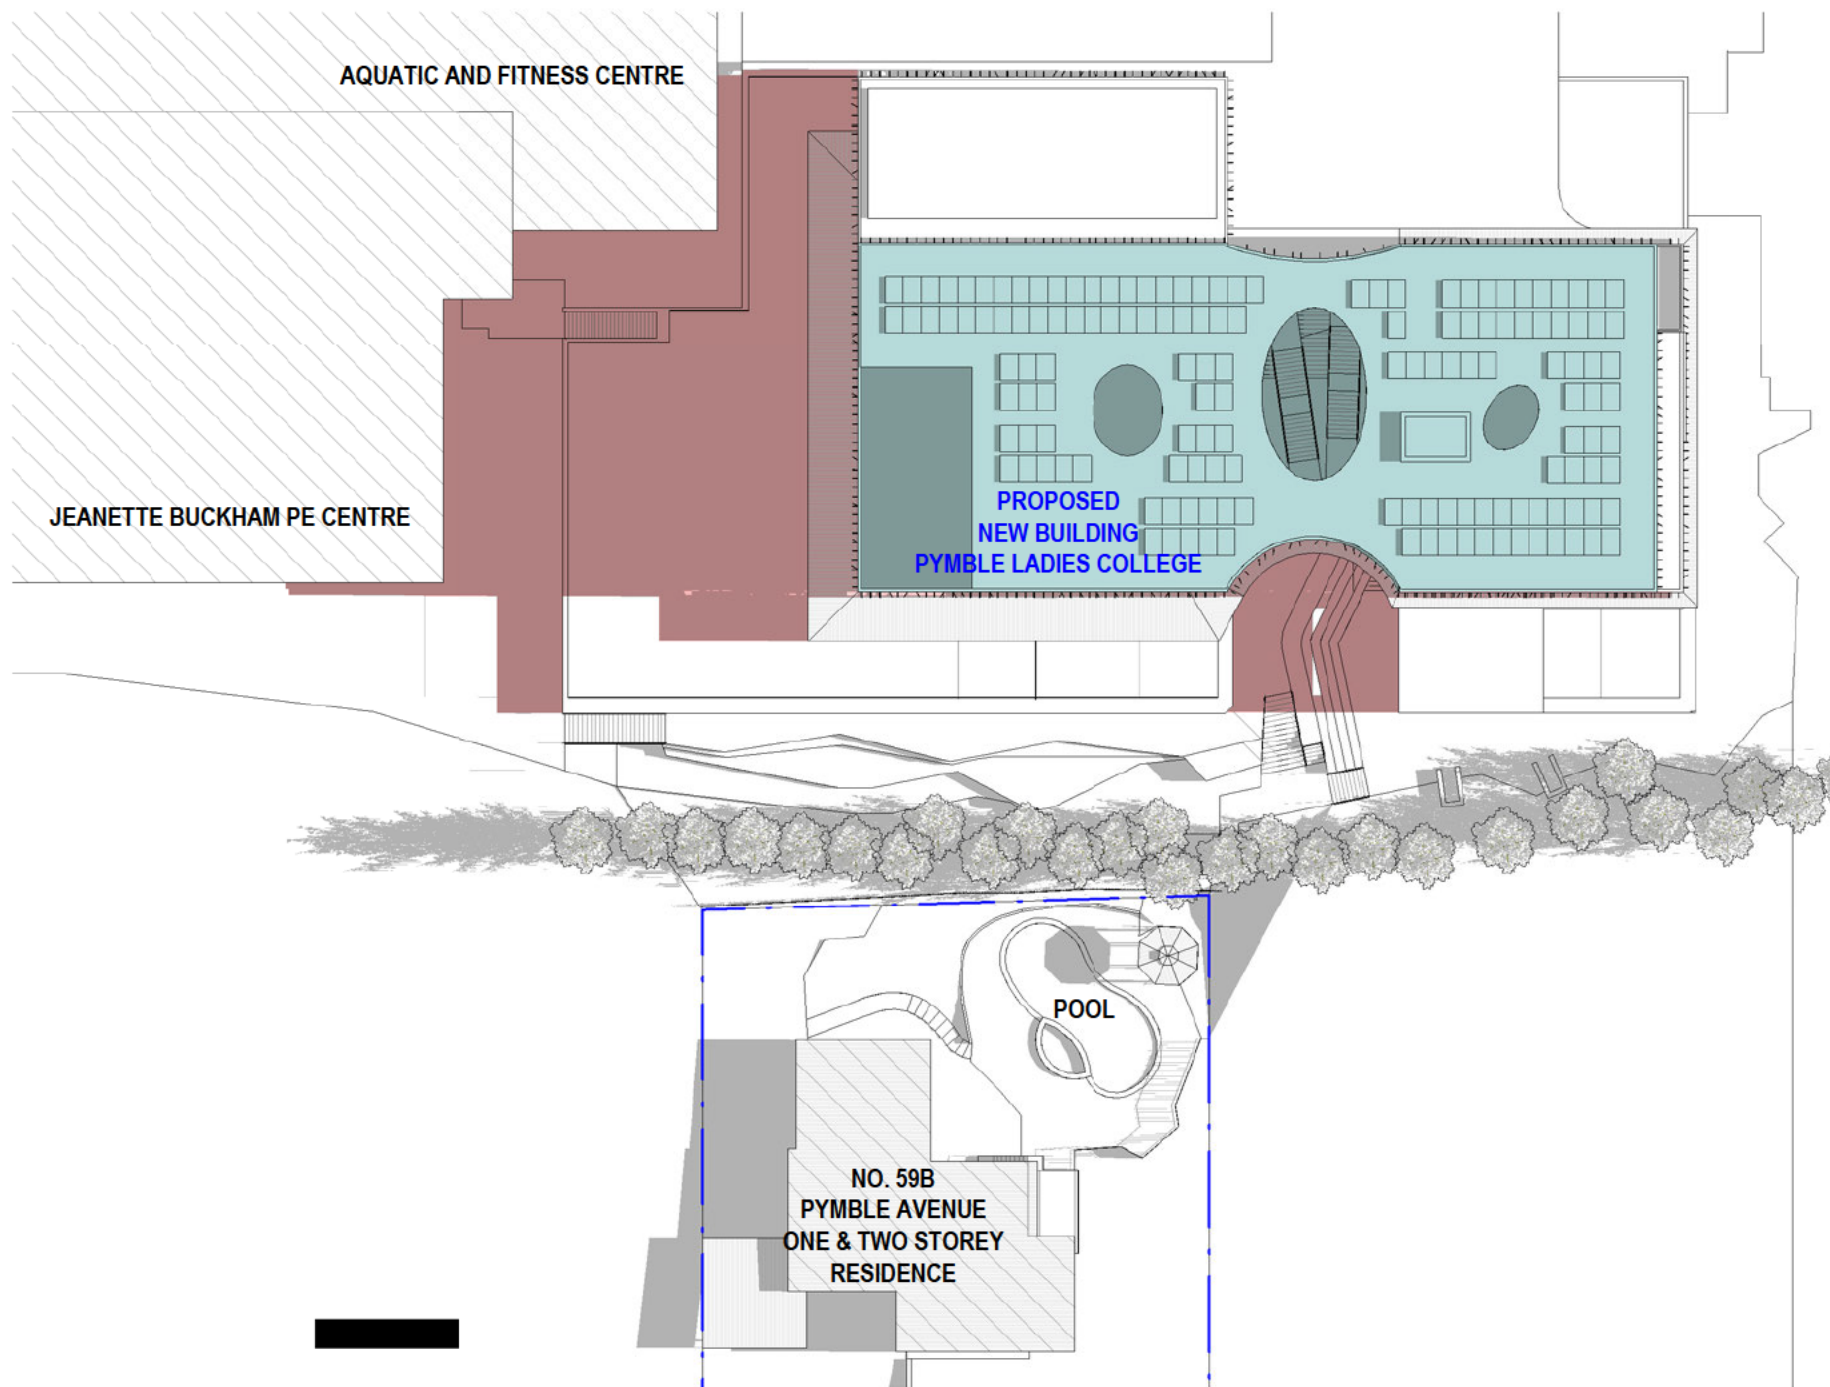 AQUATIC AND FITNESS CENTRE
JEANETTE BUCKHAM PE CENTRE
PROPOSED
NEW BUILDING
PYMBLE LADIES COLLEGE
POOL
NO. 59B
PYMBLE AVENUE
ONE & TWO STOREY
RESIDENCE